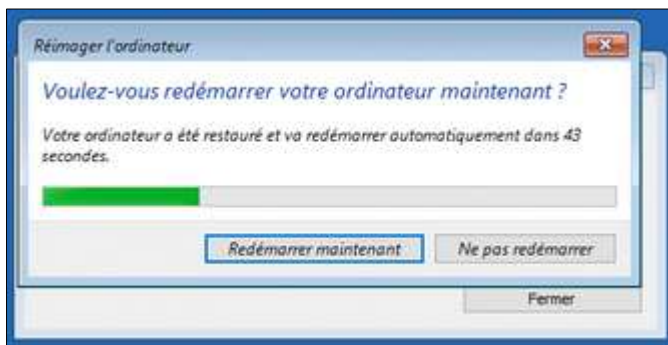 Réimager l'ordinateur
Voulez-vous redémarrer votre ordinateur maintenant ?
Votre ordinateur a été restauré et va redémarrer automatiquement dans 43
secondes.
Redémarrer maintenant
Ne pas redémarrer
Fermer